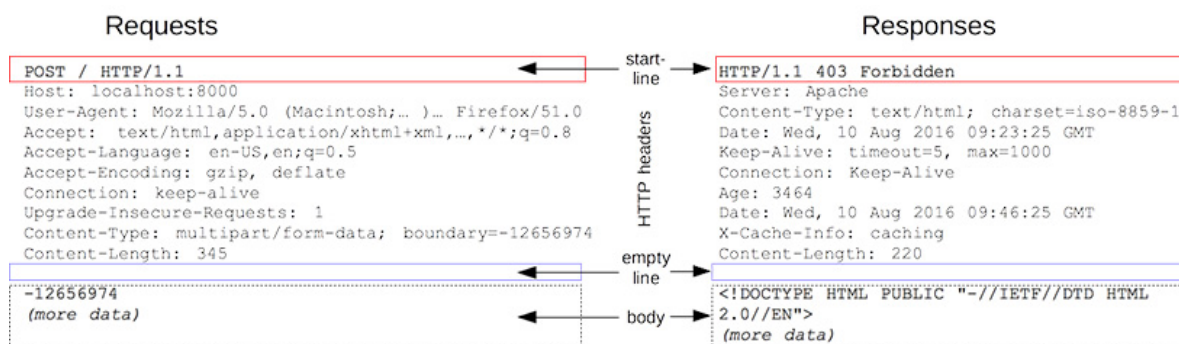 Requests
POST / HTTP/1.1
Host: localhost:8000
User-Agent: Mozilla/5.0 (Macintosh;… )… Firefox/51.0
Accept: text/html,application/xhtml+xml,…,*/*;q=0.8
Accept-Language: en-US,en;q=0.5
Accept-Encoding: gzip, deflate
Connection: keep-alive
Upgrade-Insecure-Requests: 1
Content-Type: multipart/form-data; boundary=-12656974
Content-Length: 345
-12656974
(more data)
start-
line
HTTP headers
empty
line
body
Responses
HTTP/1.1 403 Forbidden
Server: Apache
Content-Type: text/html; charset=iso-8859-1
Date: Wed, 10 Aug 2016 09:23:25 GMT
Keep-Alive: timeout=5, max=1000
Connection: Keep-Alive
Age: 3464
Date: Wed, 10 Aug 2016 09:46:25 GMT
X-Cache-Info: caching
Content-Length: 220
<!DOCTYPE HTML PUBLIC "-//IETF//DTD HTML
2.0//EN">
(more data)